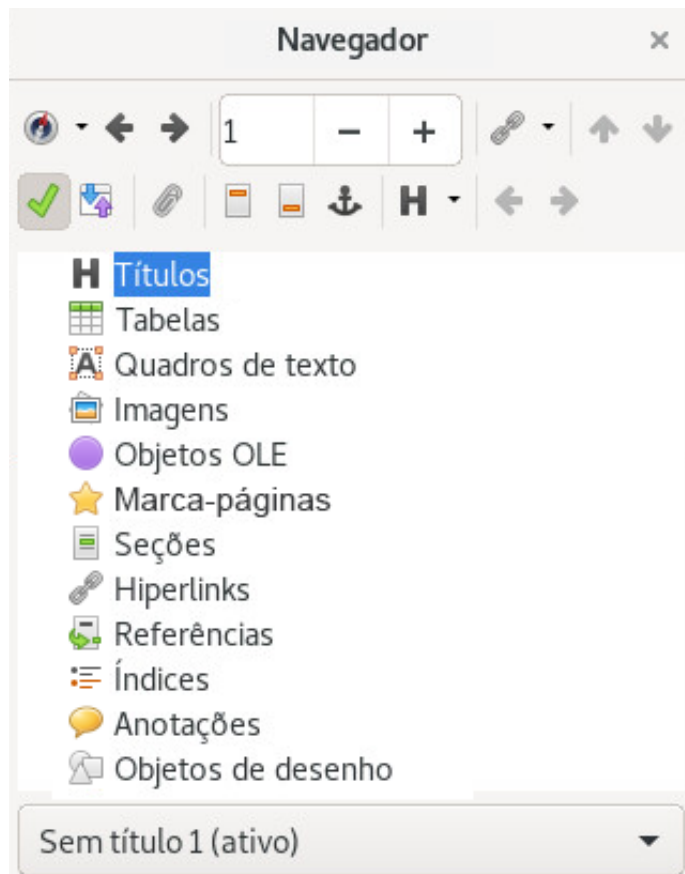 Navegador
1
H
H Títulos
Tabelas
A Quadros de texto
Imagens
Objetos OLE
Marca-páginas
Seções
Hiperlinks
Referências
Índices
Anotações
Objetos de desenho
Sem título 1 (ativo)